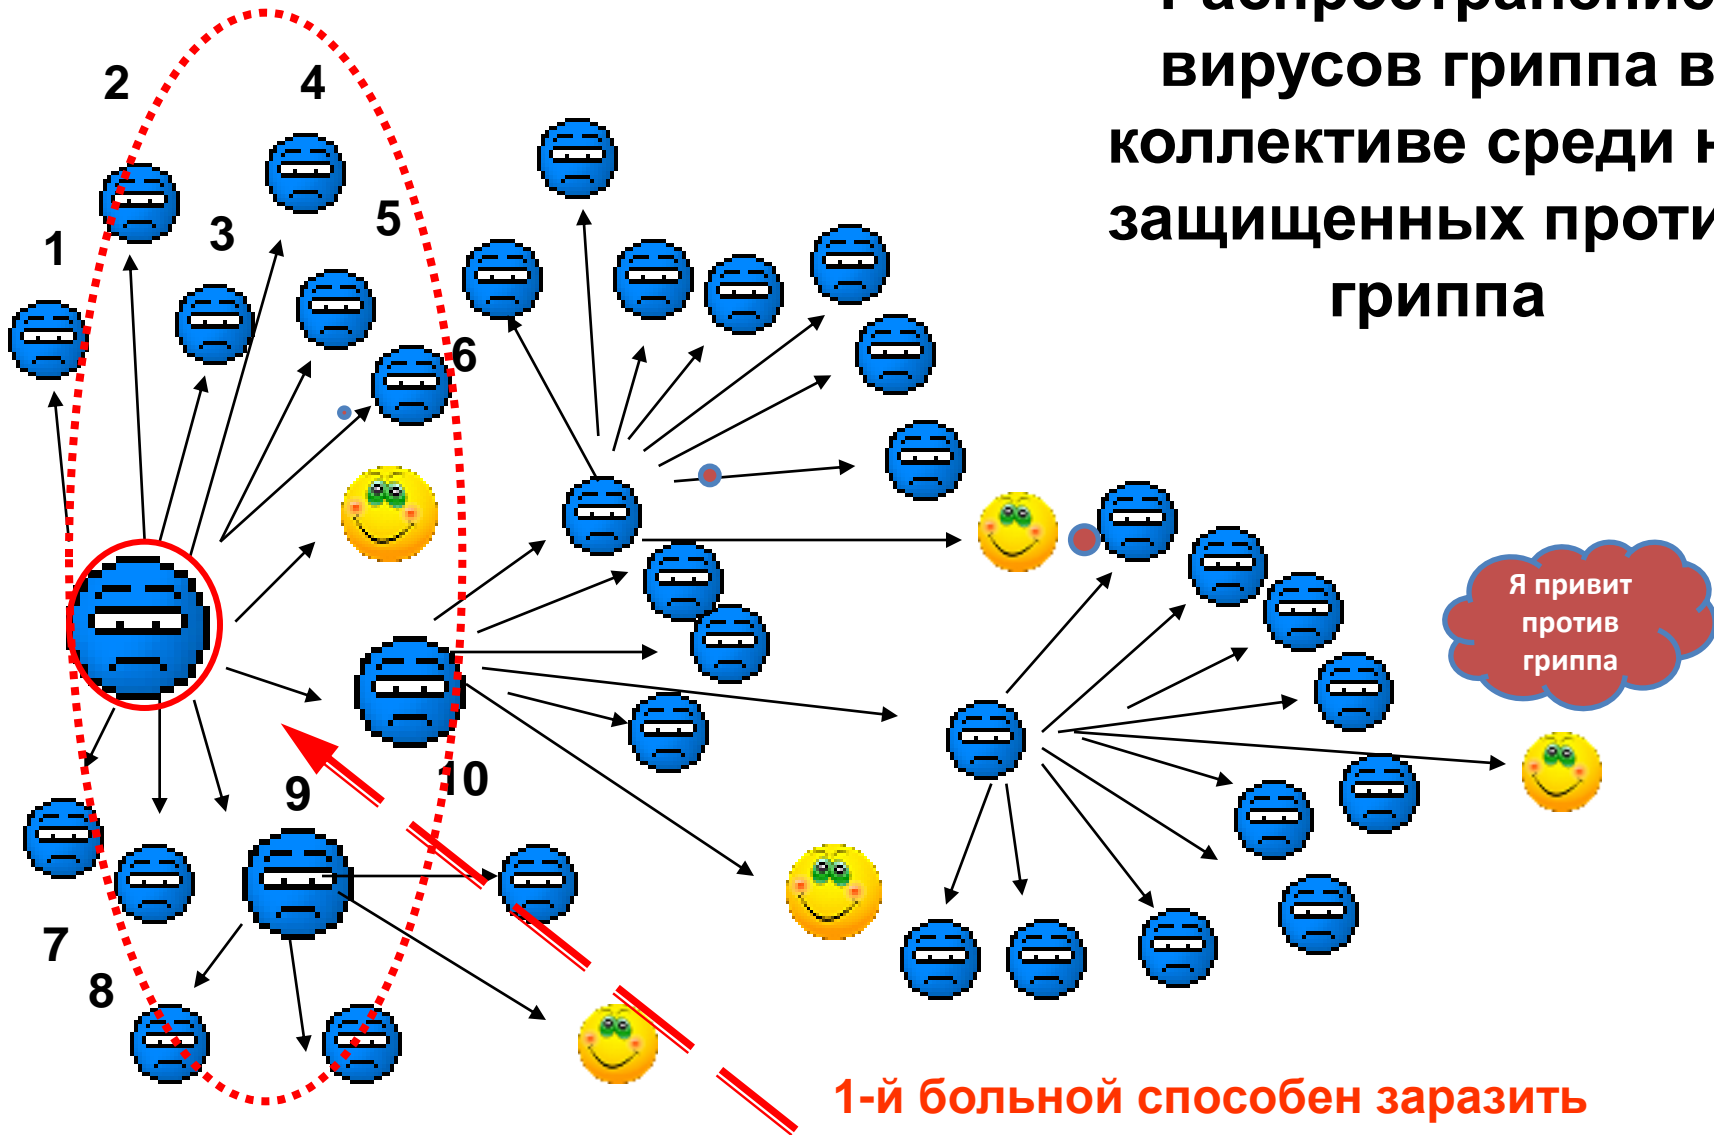 вирусов гриппа в
коллективе среди
защищенных
гриппа
2
4
1
3
5
6
Я привит
против
гриппа
9
10
7
8
1-й больной способен заразить